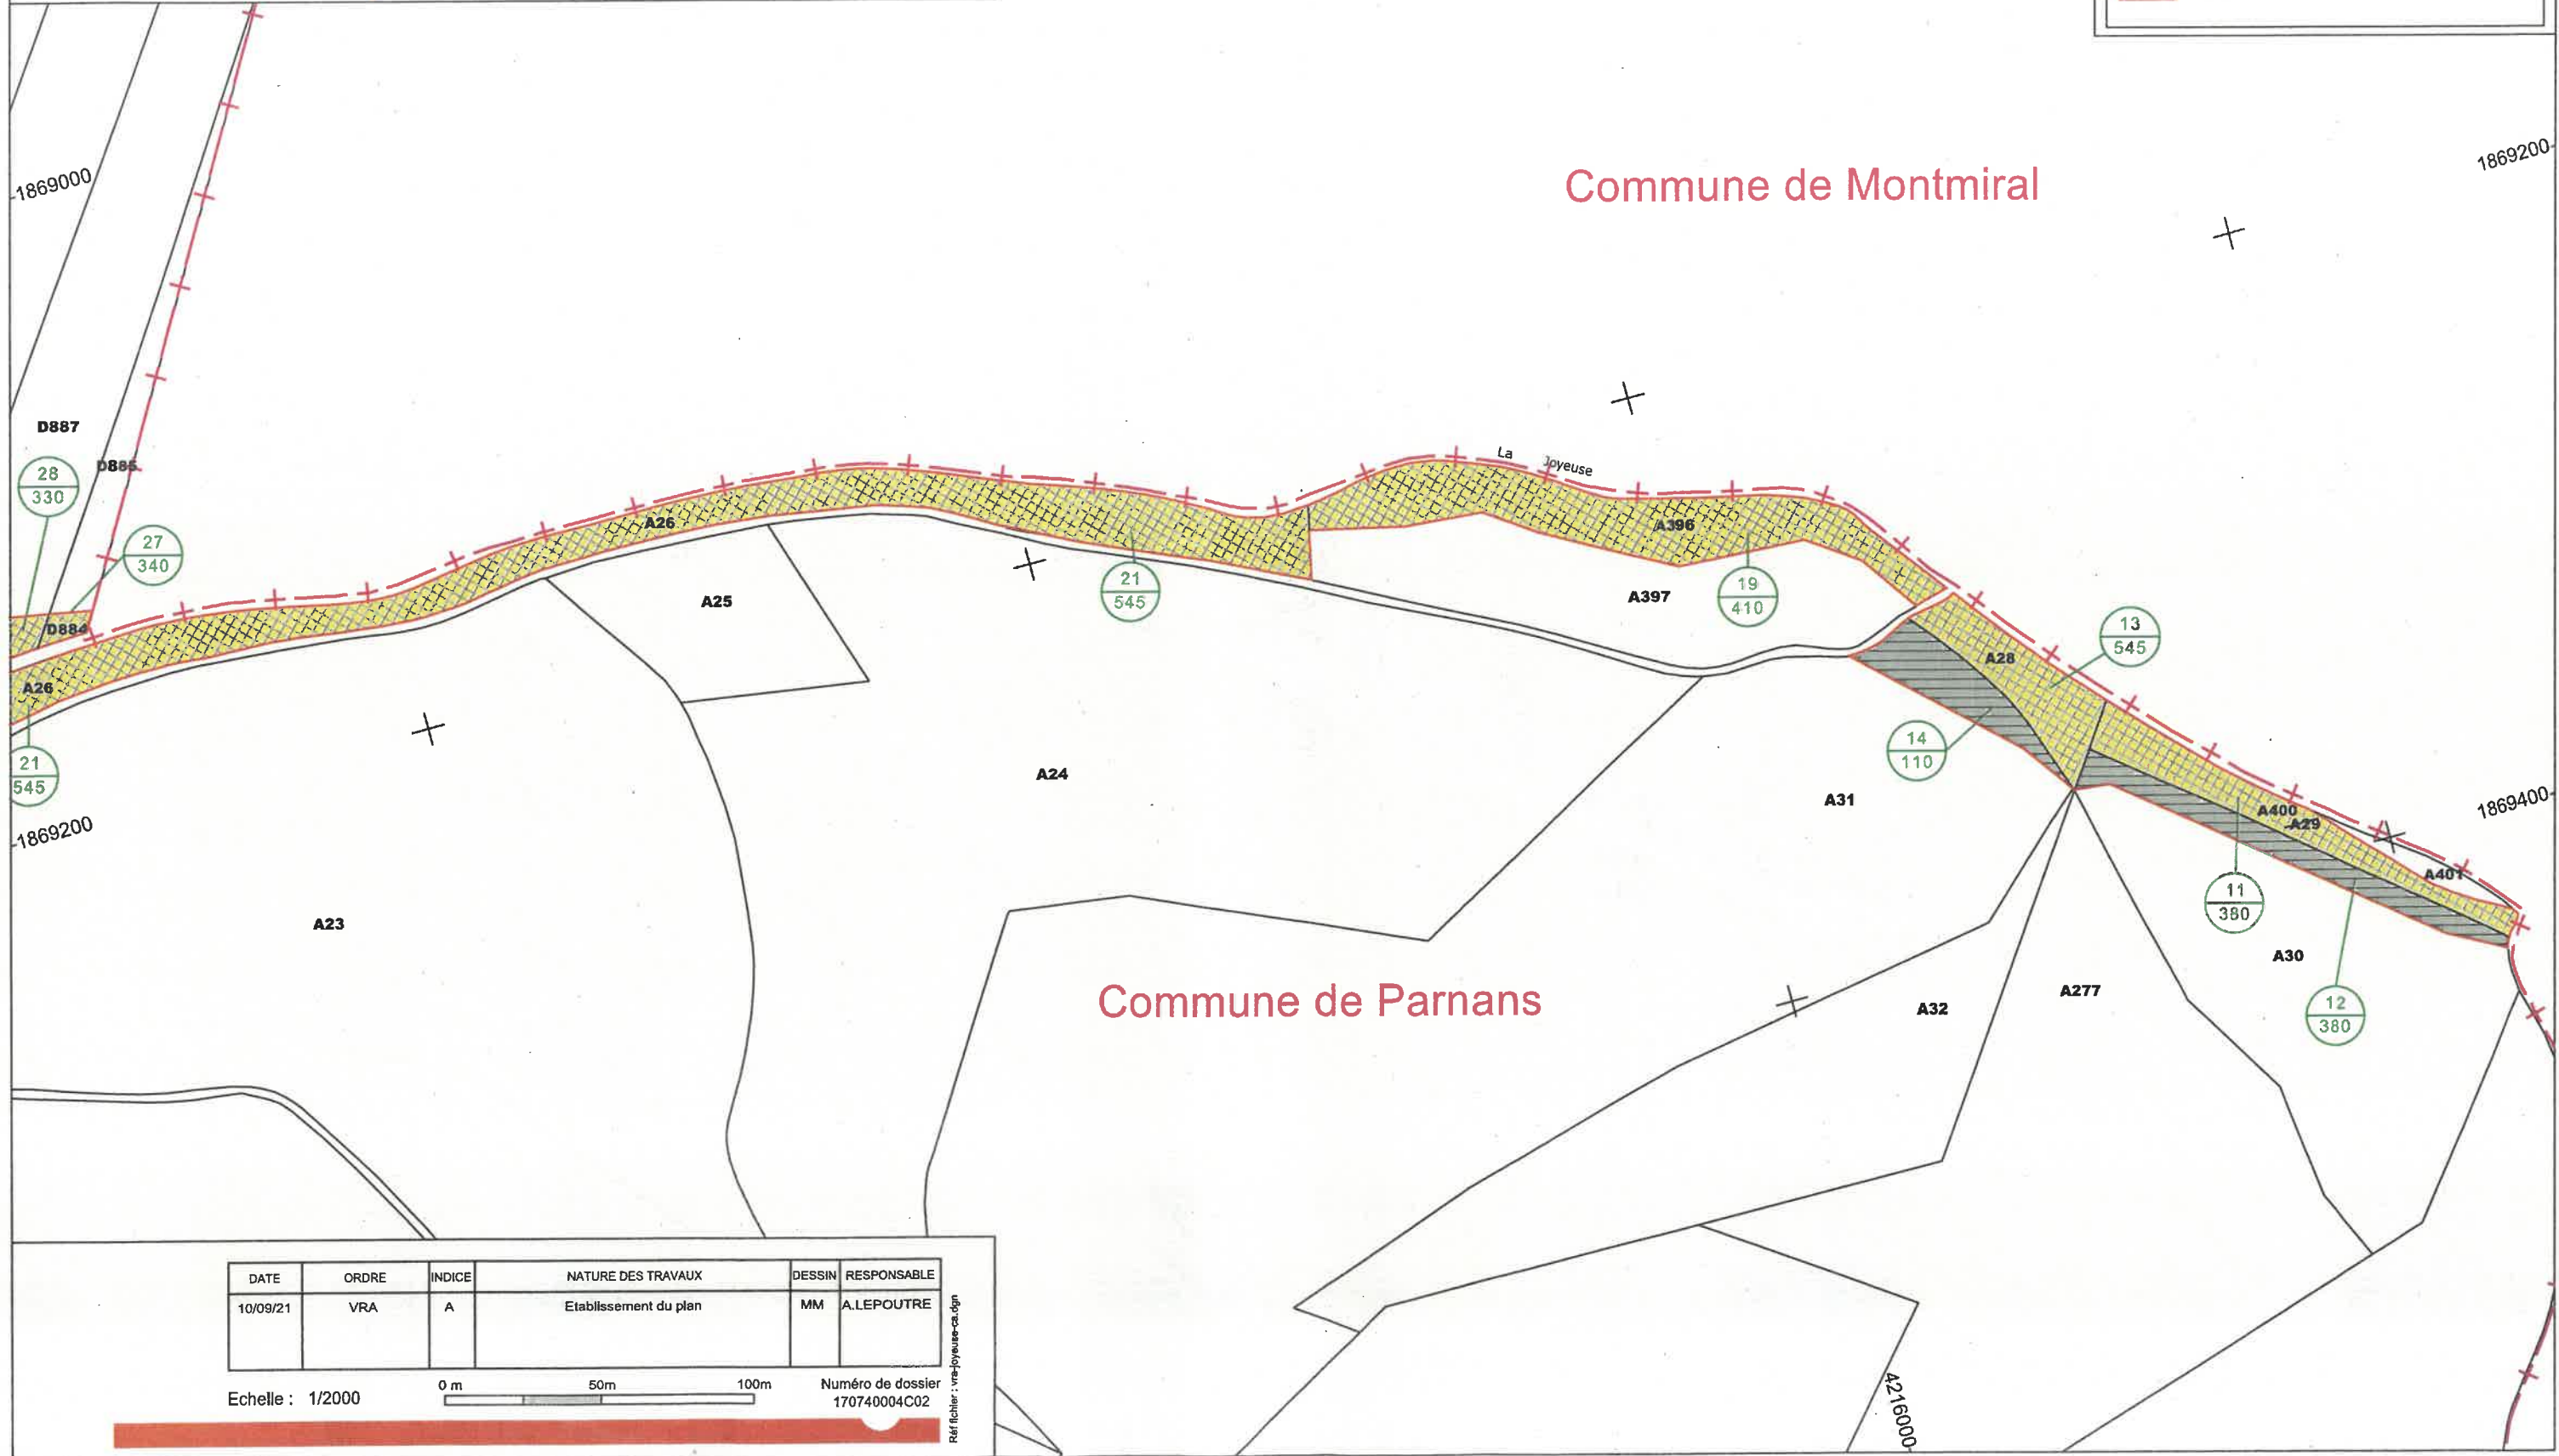 1869000
1869200
Commune de Montmiral
D887
D885
28
330
27
340
D884
A26
A26
21
545
La Joyeuse
A396
A25
21
545
A397
19
410
13
545
A28
14
110
A24
A31
1869200
1869400
A400
A29
A401
11
380
A23
A30
Commune de Parnans
A32
A277
12
380
DATE ORDRE INDICE NATURE DES TRAVAUX DESSIN RESPONSABLE
10/09/21 VRA A Etablissement du plan MM A.LEPOUTRE
Echelle : 1/2000
0 m 50m 100m
Numéro de dossier
170740004C02
Réf fichier : vra-joyeuse-ca.dgn
4216000